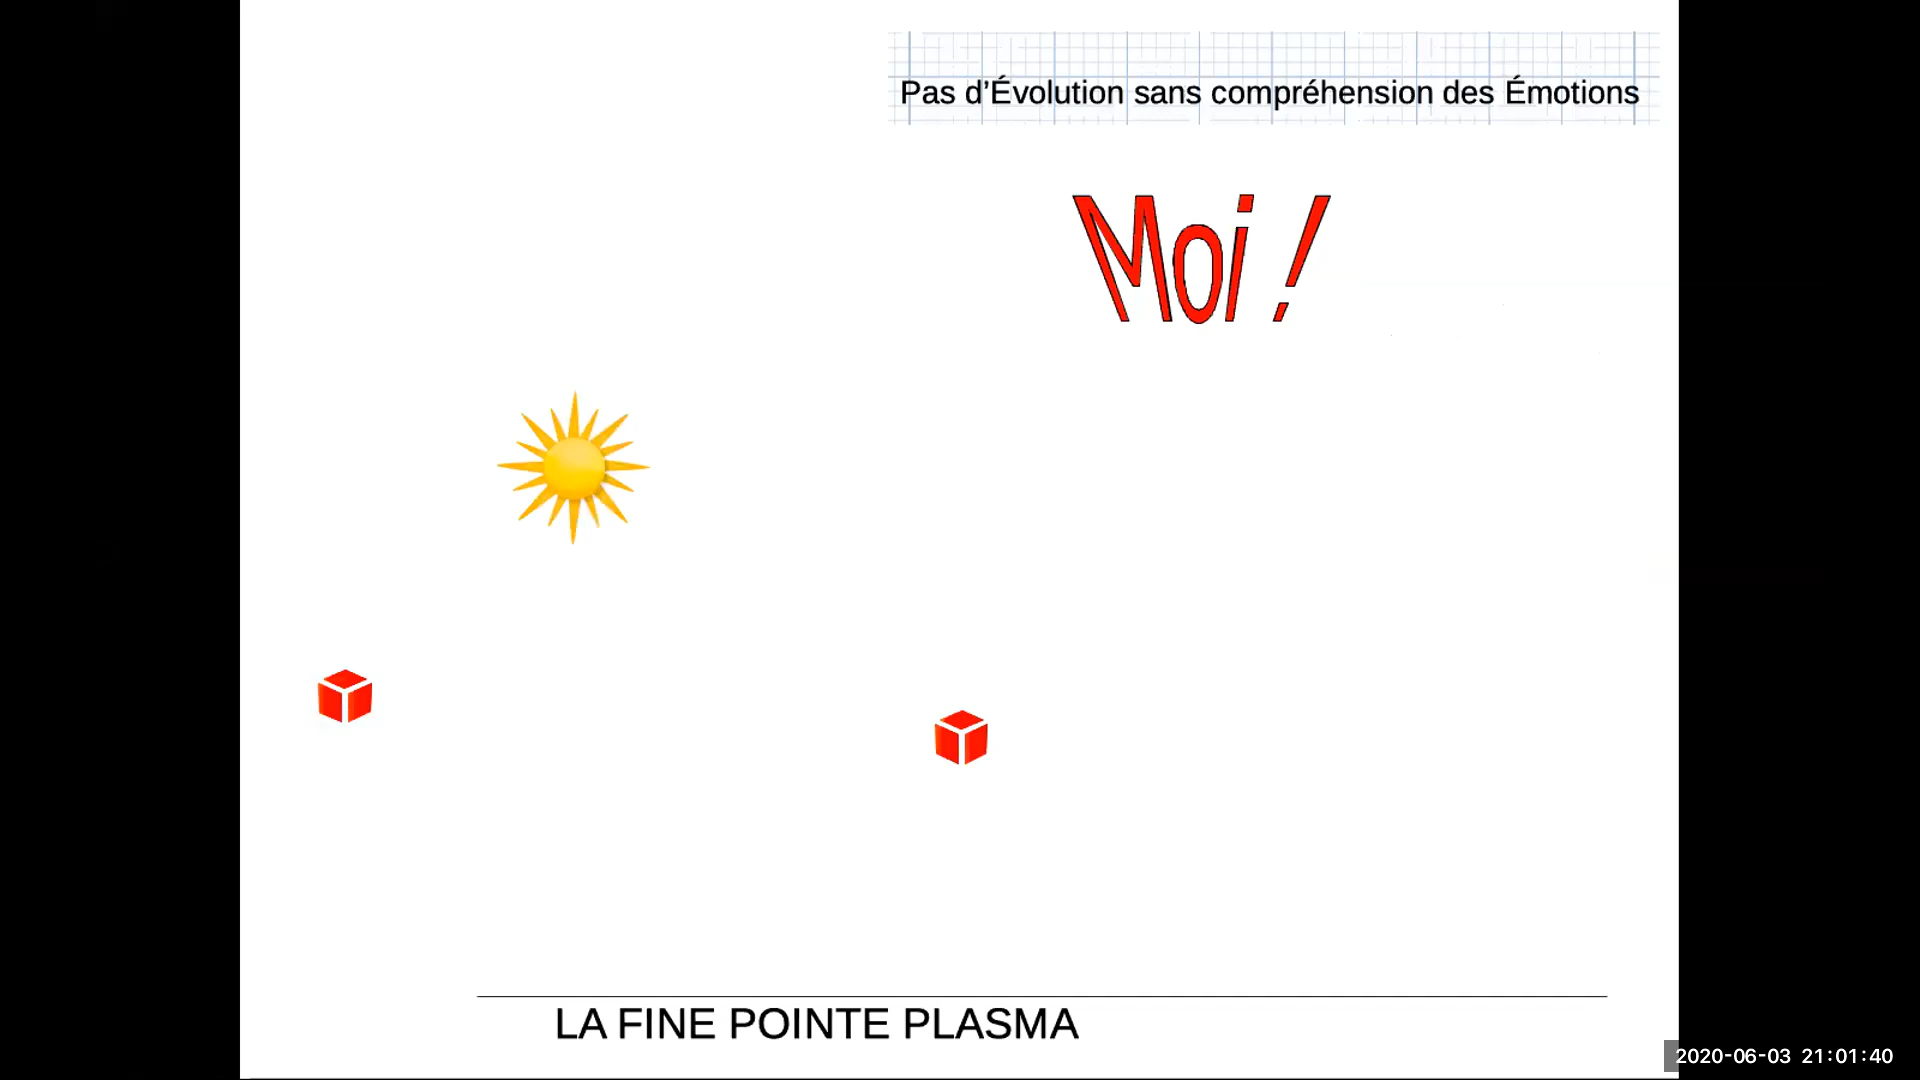 Pas d’Évolution sans compréhension des Émotions
Moi !
LA FINE POINTE PLASMA
2020-06-03 21:01:40